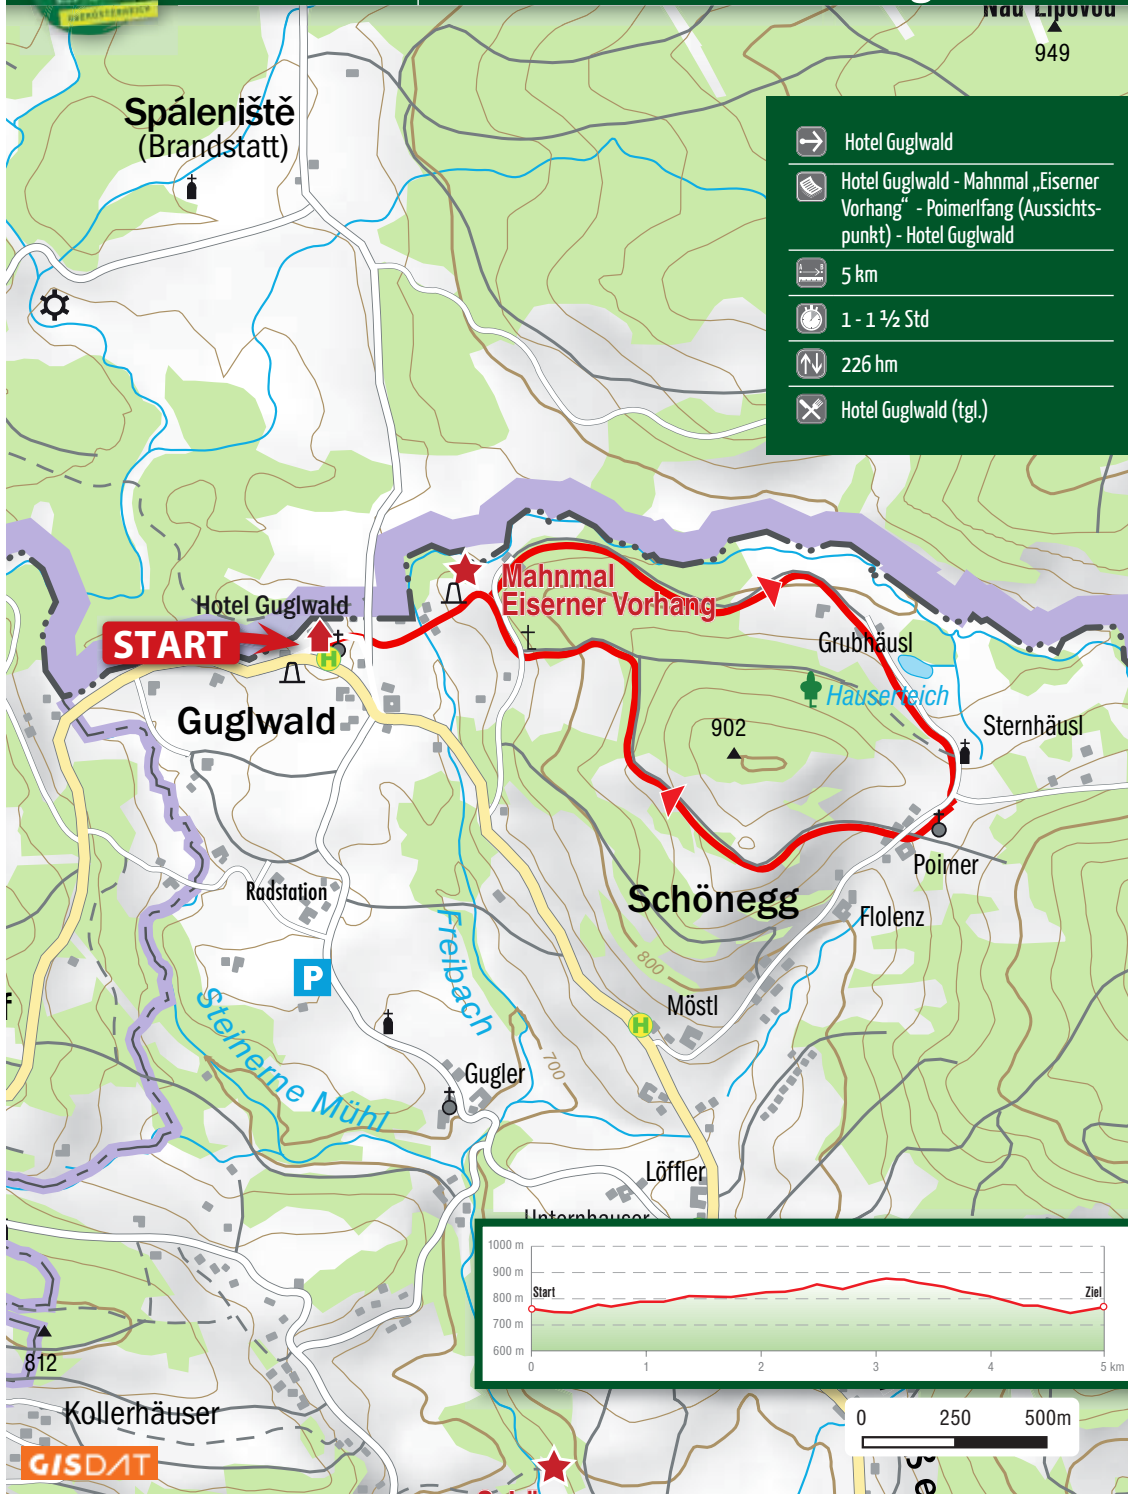 OBERÖSTERREICH
Nad Lipovou
949
Spáleniště
(Brandstatt)
Hotel Guglwald
Hotel Guglwald - Mahnmal „Eiserner
Vorhang“ - Poimerlfang (Aussichts-
punkt) - Hotel Guglwald
5 km
1 - 1 ½ Std
226 hm
Hotel Guglwald (tgl.)
Mahnmal
Eiserner Vorhang
Hotel Guglwald
START
H
Grubhäusl
Hauserteich
Guglwald
902
Sternhäusl
Poimer
Radstation
Schönegg
Flolenz
Freibach
800
P
Steinerne Mühl
Möstl
H
700
Gugler
Löffler
Unternhauser
1000 m
900 m
800 m
700 m
600 m
Start
Ziel
0 1 2 3 4 5 km
812
Kollerhäuser
0 250 500m
GISDAT